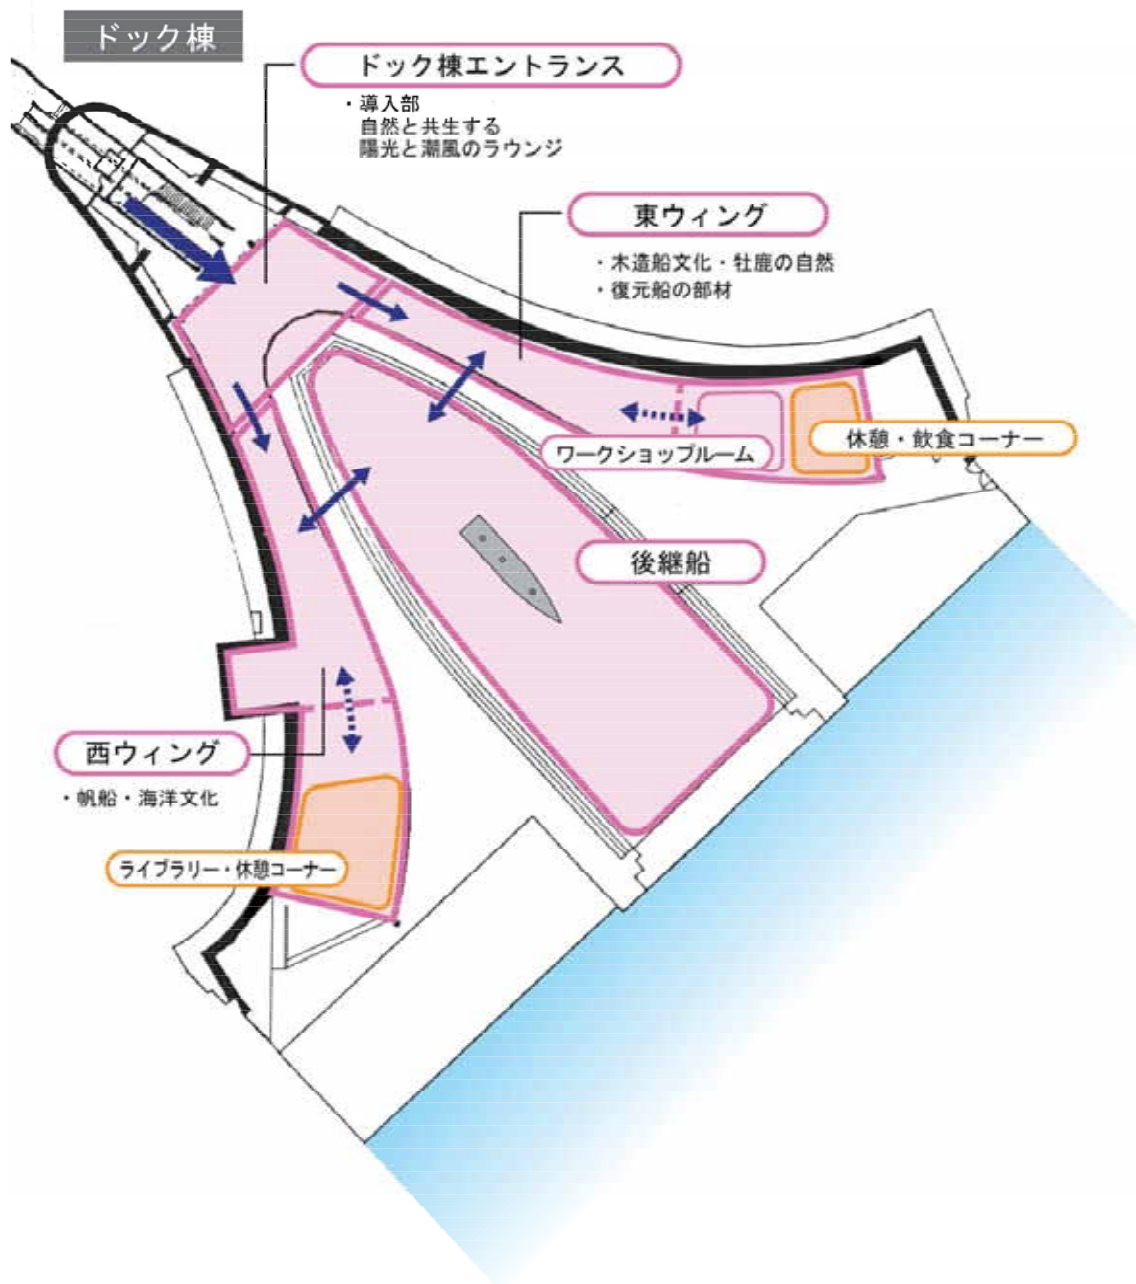 ドック棟
ドック棟エントランス
・導入部
自然と共生する
陽光と潮風のラウンジ
東ウィング
・木造船文化・牡鹿の自然
・復元船の部材
休憩・飲食コーナー
ワークショップルーム
後継船
西ウィング
・帆船・海洋文化
ライブラリー・休憩コーナー